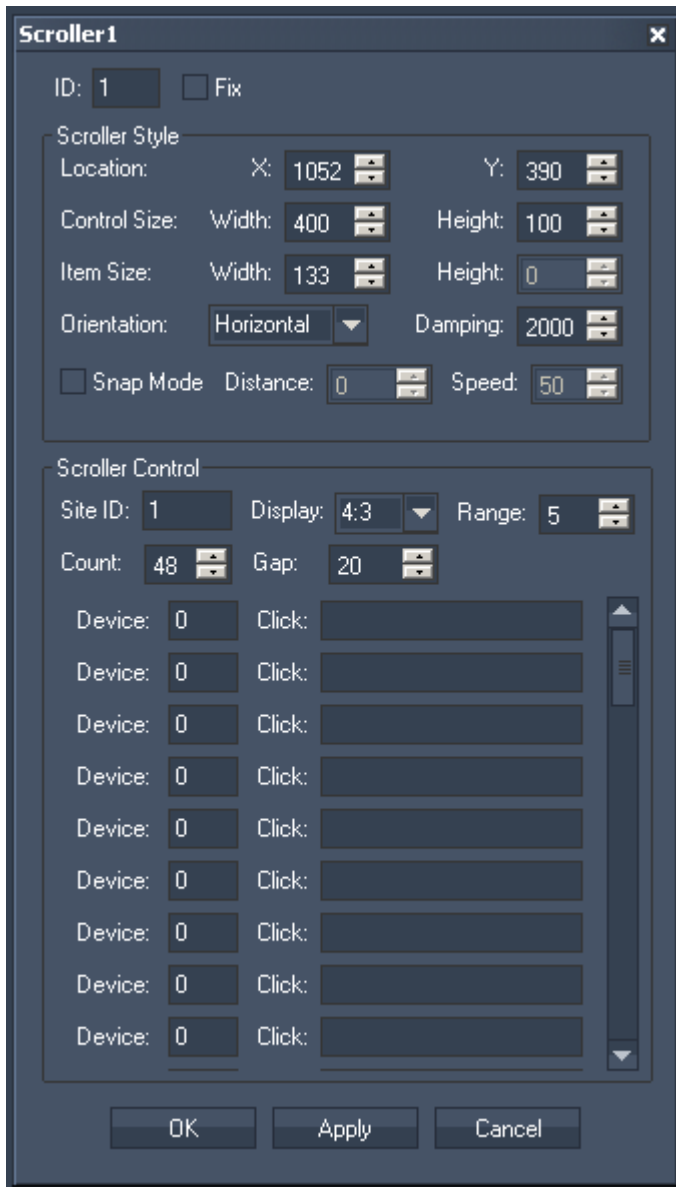 Scroller1
ID: 1 Fix
Scroller Style
Location: X: 1052 Y: 390
Control Size: Width: 400 Height: 100
Item Size: Width: 133 Height: 0
Orientation: Horizontal Damping: 2000
Snap Mode Distance: 0 Speed: 50
Scroller Control
Site ID: 1 Display: 4:3 Range: 5
Count: 48 Gap: 20
Device: 0 Click:
Device: 0 Click:
Device: 0 Click:
Device: 0 Click:
Device: 0 Click:
Device: 0 Click:
Device: 0 Click:
Device: 0 Click:
Device: 0 Click:
OK Apply Cancel